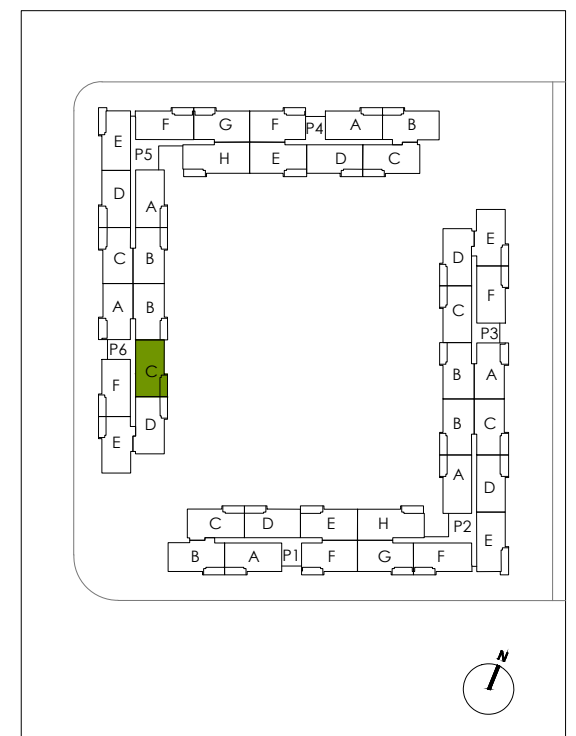 E F G F P4 A B
P5 H E D C
D A
C B
A B
P6 C
F D
E
E
D
F
C
P3
B A
B C
A D
C D E H
P2
B A P1 F G F E
N